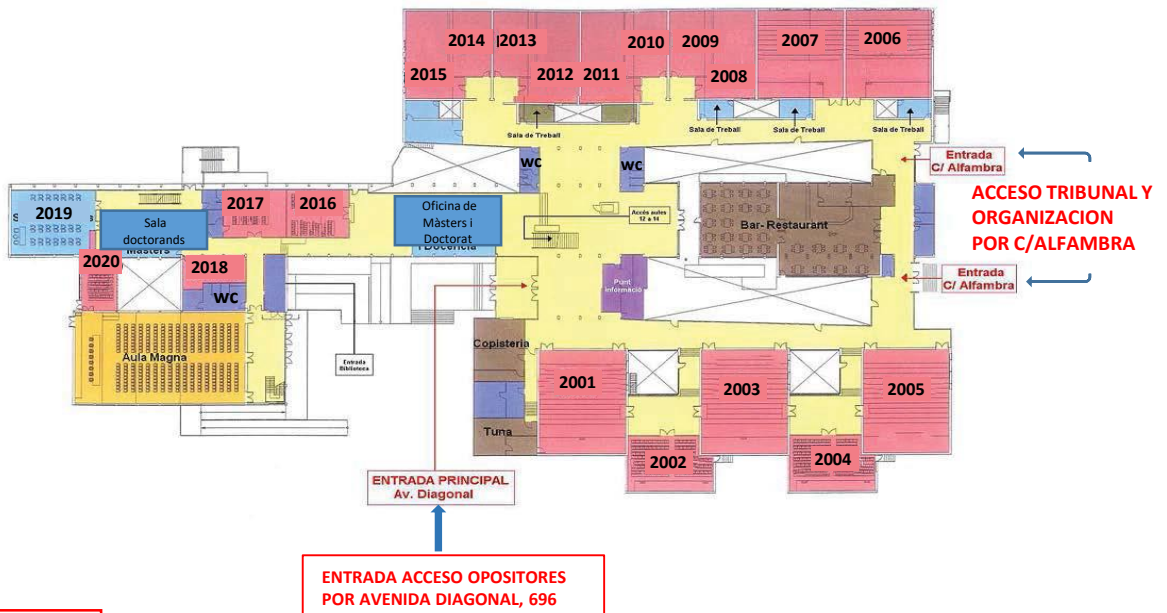 2014
2013
2010
2009
2007
2006
2015
2012
2011
2008
Sala de Treball
Sala de Treball
Sala de Treball
Sala de Treball
WC
WC
Entrada
C/ Alfambra
ACCESO TRIBUNAL Y
ORGANIZACION
POR C/ALFAMBRA
2019
Sala
doctorands
Màsters
2017
2016
Oficina de
Màsters i
Doctorat
i Docència
Accés aules
12 a 14
Bar- Restaurant
2020
2018
WC
Punt
Informació
Entrada
C/ Alfambra
Aula Magna
Entrada
Biblioteca
Copisteria
2001
2003
2005
Tuna
2002
2004
ENTRADA PRINCIPAL
Av. Diagonal
ENTRADA ACCESO OPOSITORES
POR AVENIDA DIAGONAL, 696